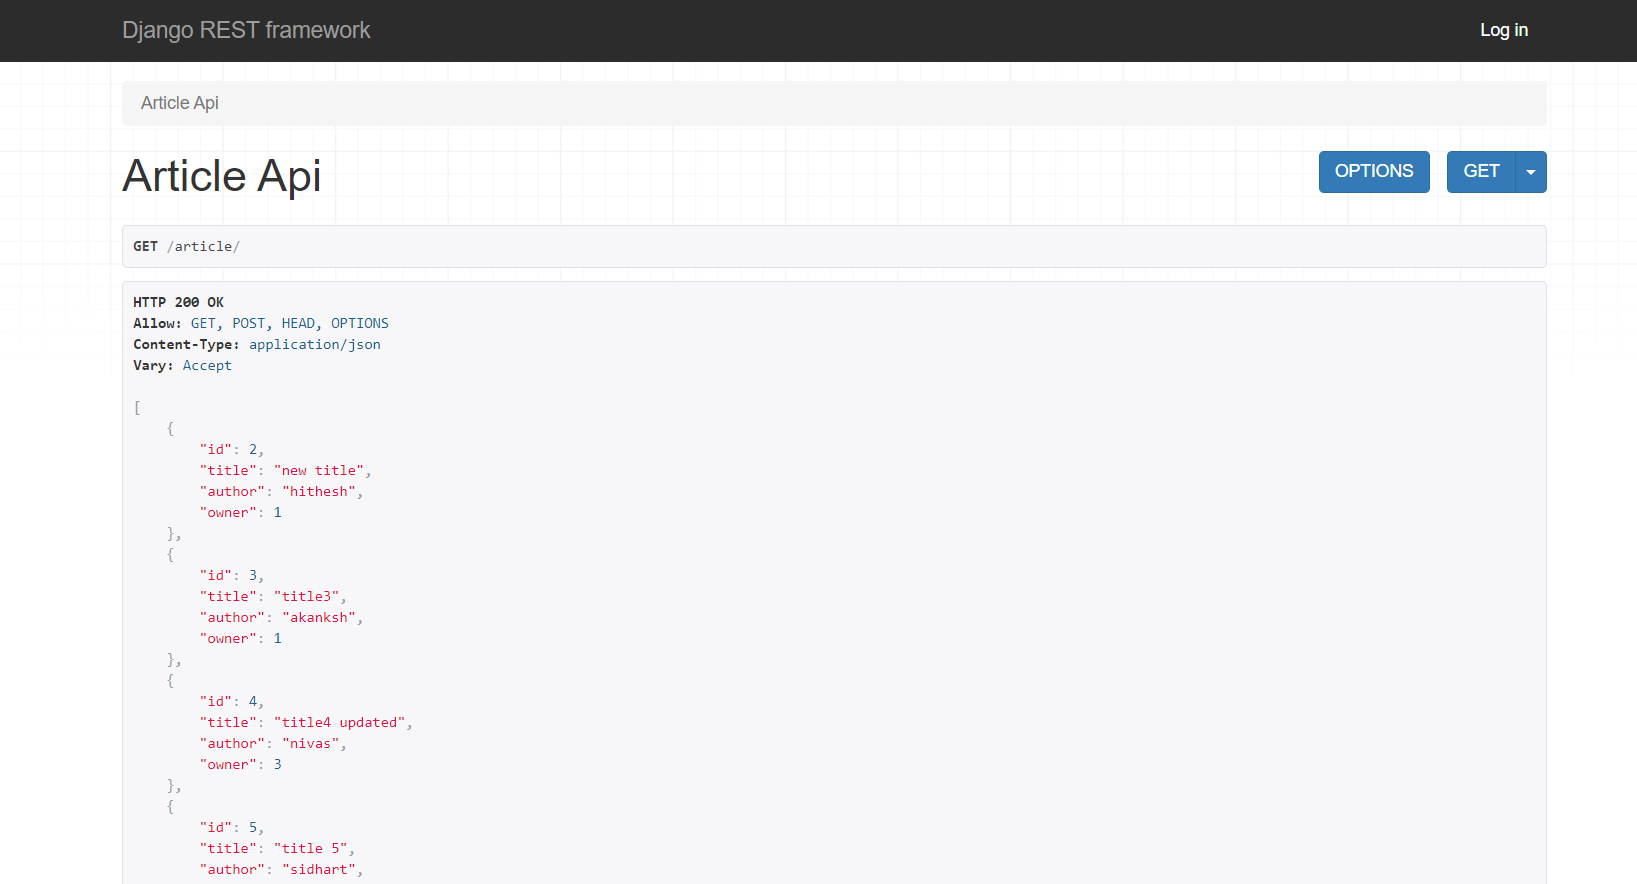 Django REST framework
Log in
Article Api
Article Api
OPTIONS
GET
GET /article/
HTTP 200 OK
Allow: GET, POST, HEAD, OPTIONS
Content-Type: application/json
Vary: Accept
[
    {
        "id": 2,
        "title": "new title",
        "author": "hithesh",
        "owner": 1
    },
    {
        "id": 3,
        "title": "title3",
        "author": "akanksh",
        "owner": 1
    },
    {
        "id": 4,
        "title": "title4 updated",
        "author": "nivas",
        "owner": 3
    },
    {
        "id": 5,
        "title": "title 5",
        "author": "sidhart",